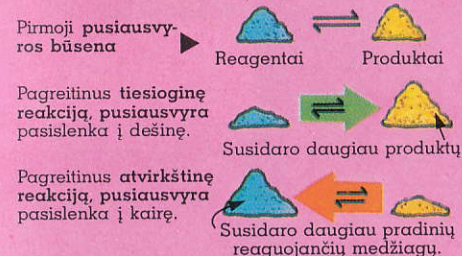 Pirmoji pusiausvy-
ros būsena
Reagentai
Produktai
Pagreitinus tiesioginę
reakciją, pusiausvyra
pasislenka į dešinę.
Susidaro daugiau produktų
Pagreitinus atvirkštinę
reakciją, pusiausvyra
pasislenka į kairę.
Susidaro daugiau pradinių
reaguojančių medžiagų.